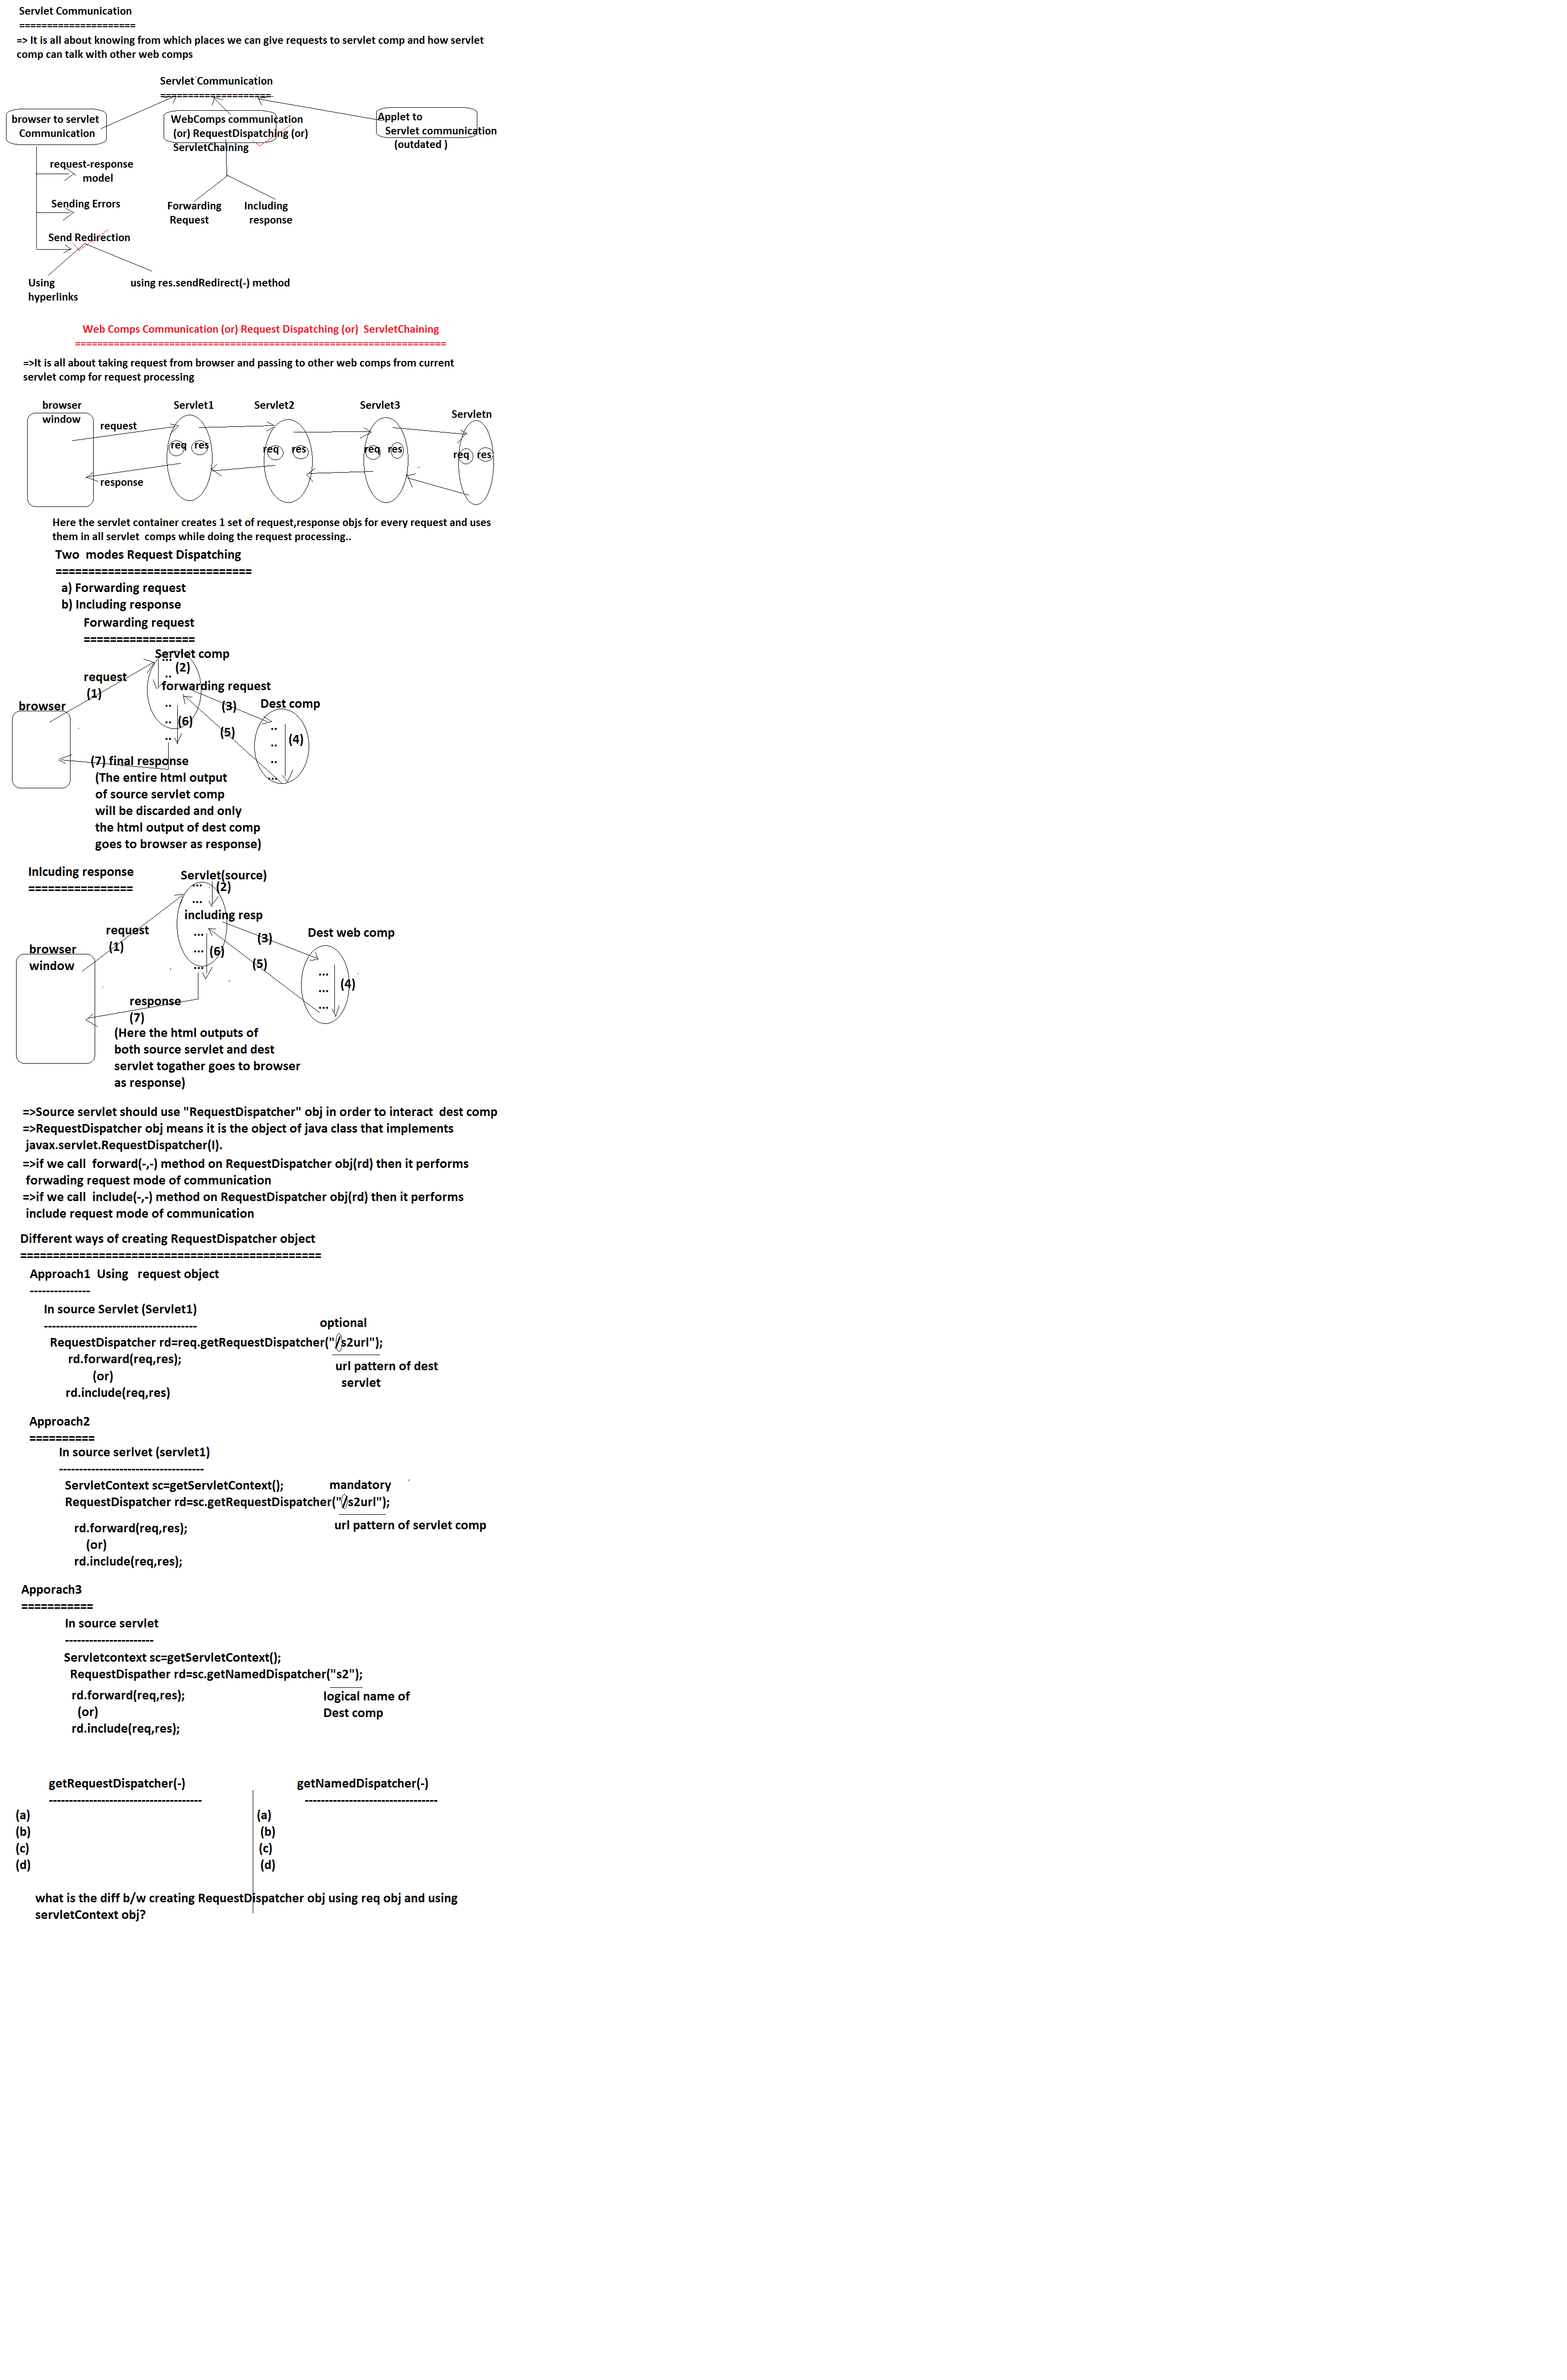 Servlet Communication
=====================
=> It is all about knowing from which places we can give requests to servlet comp and how servlet
comp can talk with other web comps
Servlet Communication
====================
browser to servlet
Communication
WebComps communication
(or) RequestDispatching (or)
ServletChaining
Applet to
Servlet communication
(outdated )
request-response
model
Sending Errors
Send Redirection
Using
hyperlinks
using res.sendRedirect(-) method
Forwarding
Request
Including
response
Web Comps Communication (or) Request Dispatching (or)  ServletChaining
===================================================================
=>It is all about taking request from browser and passing to other web comps from current
servlet comp for request processing
browser
window
Servlet1
Servlet2
Servlet3
Servletn
request
req res
req res
req res
req res
response
Here the servlet container creates 1 set of request,response objs for every request and uses
them in all servlet  comps while doing the request processing..
Two  modes Request Dispatching
==============================
a) Forwarding request
b) Including response
Forwarding request
=================
Servlet comp
...
(2)
..
request
(1)
forwarding request
browser
..
(3)
Dest comp
..
(6)
(5)
..
(4)
..
..
..
...
(7) final response
(The entire html output
of source servlet comp
will be discarded and only
the html output of dest comp
goes to browser as response)
Inlcuding response
================
Servlet(source)
...
(2)
...
including resp
request
(1)
...
(3)
Dest web comp
browser
window
...
(6)
(5)
...
...
(4)
...
...
response
(7)
(Here the html outputs of
both source servlet and dest
servlet togather goes to browser
as response)
=>Source servlet should use "RequestDispatcher" obj in order to interact  dest comp
=>RequestDispatcher obj means it is the object of java class that implements
javax.servlet.RequestDispatcher(I).
=>if we call  forward(-,-) method on RequestDispatcher obj(rd) then it performs
forwading request mode of communication
=>if we call  include(-,-) method on RequestDispatcher obj(rd) then it performs
include request mode of communication
Different ways of creating RequestDispatcher object
==============================================
Approach1  Using   request object
---------------
In source Servlet (Servlet1)
--------------------------------------
optional
RequestDispatcher rd=req.getRequestDispatcher("/s2url");
rd.forward(req,res);
(or)
rd.include(req,res)
url pattern of dest
servlet
Approach2
==========
In source serlvet (servlet1)
------------------------------------
ServletContext sc=getServletContext();
mandatory
RequestDispatcher rd=sc.getRequestDispatcher("/s2url");
url pattern of servlet comp
rd.forward(req,res);
(or)
rd.include(req,res);
Apporach3
===========
In source servlet
----------------------
Servletcontext sc=getServletContext();
RequestDispather rd=sc.getNamedDispatcher("s2");
rd.forward(req,res);
(or)
rd.include(req,res);
logical name of
Dest comp
getRequestDispatcher(-)
--------------------------------------
getNamedDispatcher(-)
---------------------------------
(a)
(a)
(b)
(b)
(c)
(c)
(d)
(d)
what is the diff b/w creating RequestDispatcher obj using req obj and using
servletContext obj?